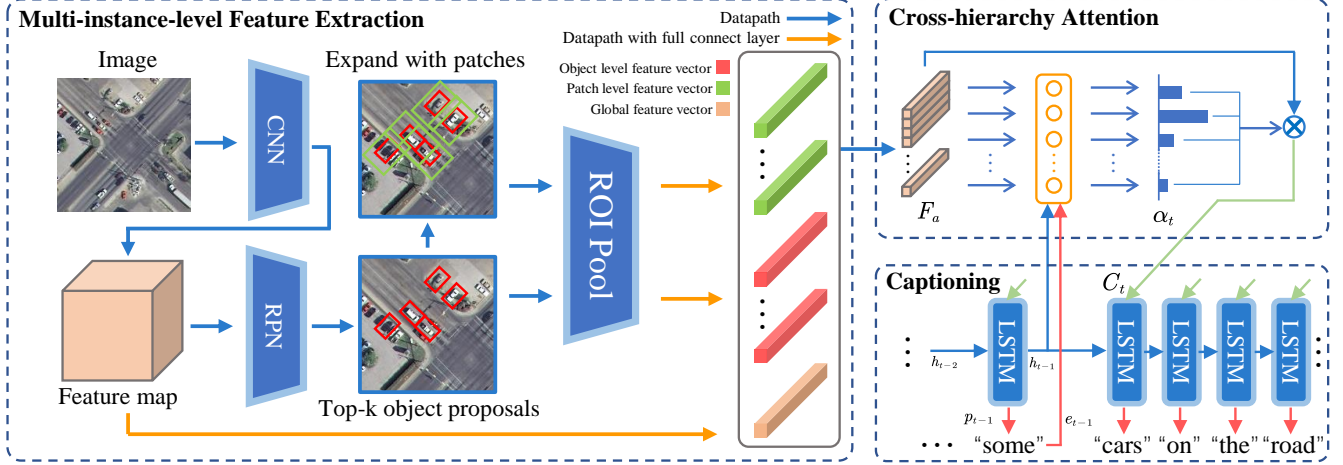 Multi-instance-level Feature Extraction
Datapath
Datapath with full connect layer
Image
Expand with patches
Object level feature vector
Patch level feature vector
Global feature vector
CNN
ROI Pool
RPN
Feature map
Top-k object proposals
Cross-hierarchy Attention
F_a
α_t
Captioning
C_t
LSTM
LSTM
LSTM
LSTM
LSTM
h_{t-2}
h_{t-1}
p_{t-1}
e_{t-1}
··· “some” “cars” “on” “the” “road”